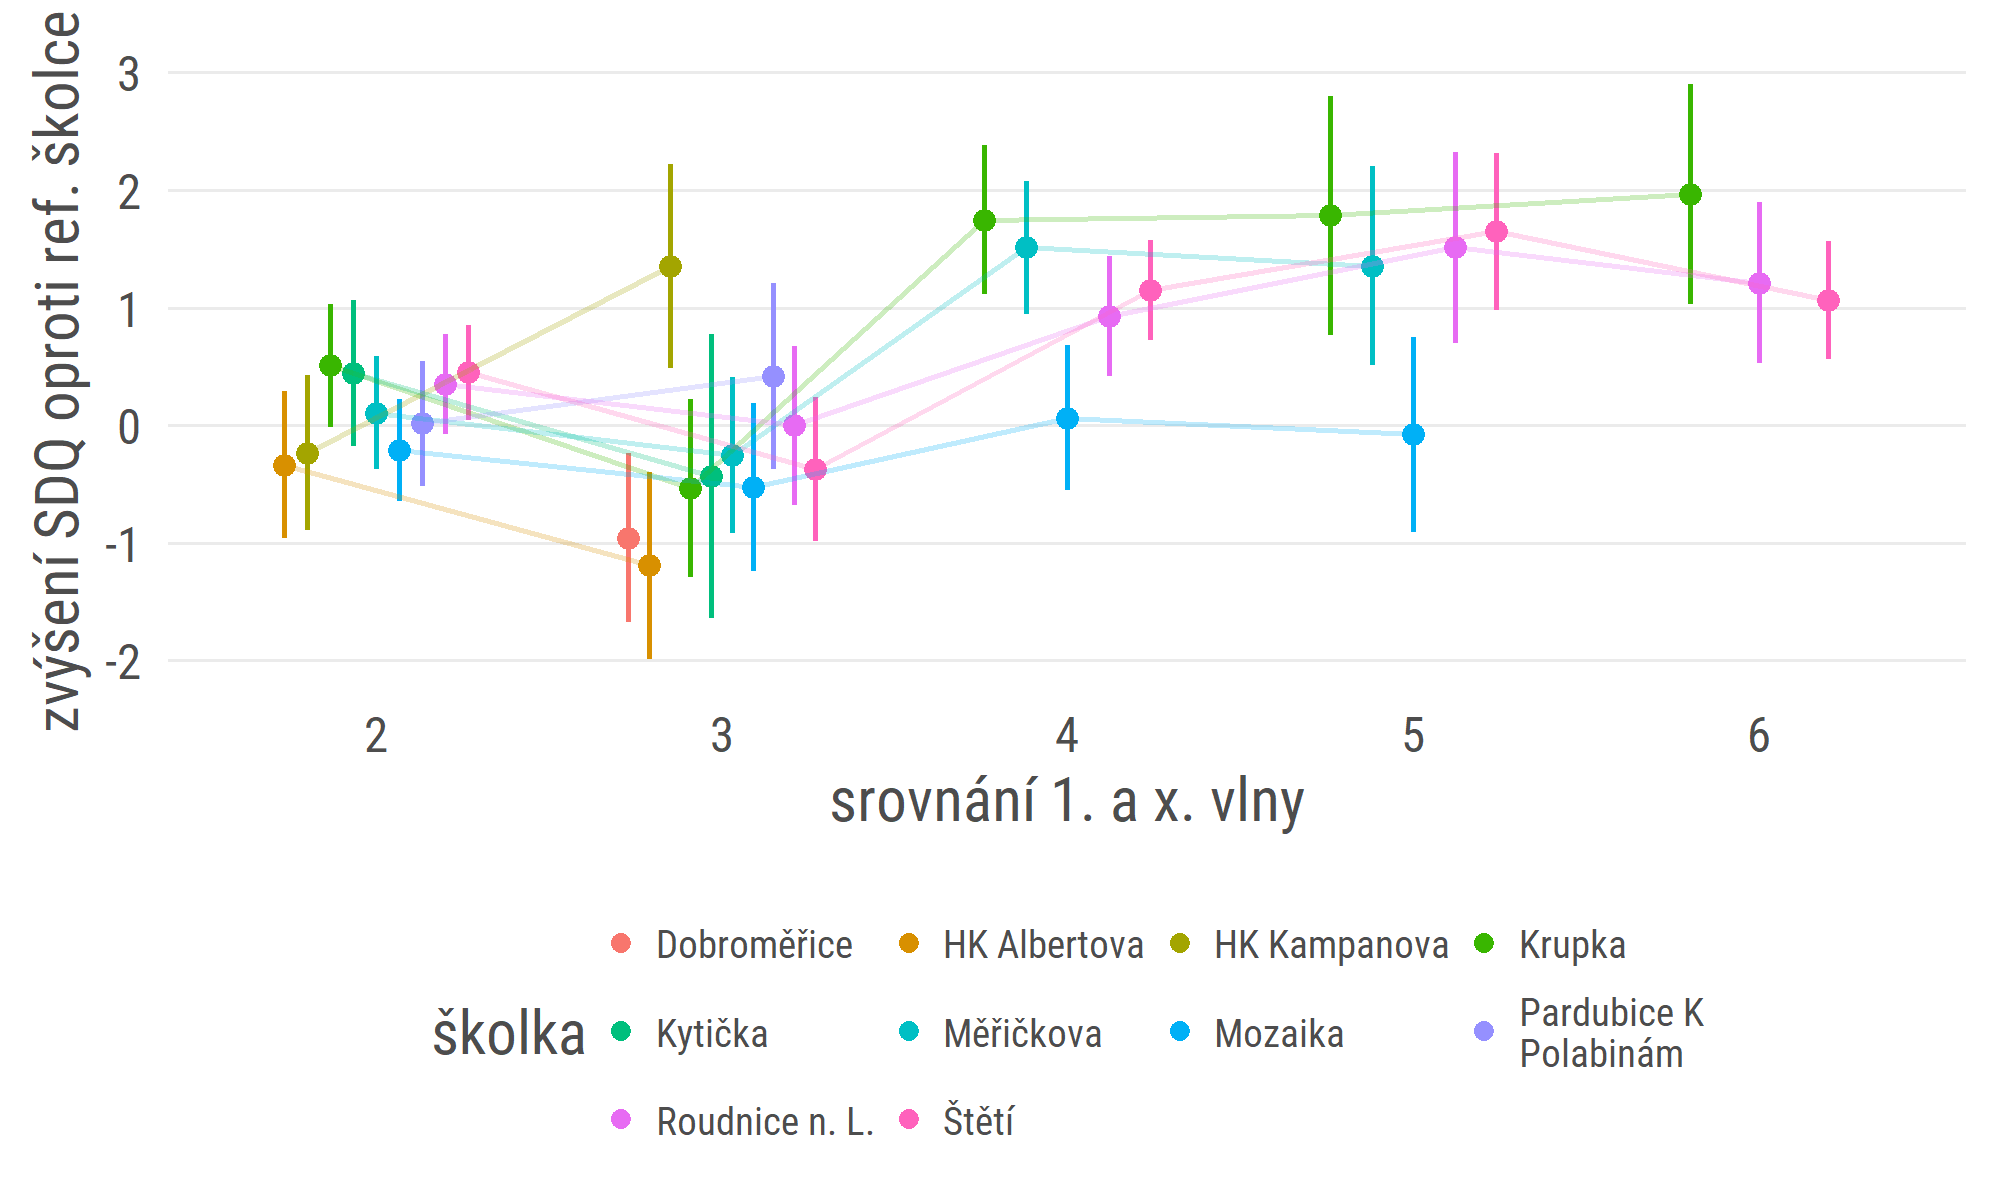 zvýšení SDQ oproti ref. školce
3
2
1
0
-1
-2
2 3 4 5 6
srovnání 1. a x. vlny
školka
Dobroměřice HK Albertova HK Kampanova Krupka
Kytička Měřičkova Mozaika Pardubice K
Polabinám
Roudnice n. L. Štětí